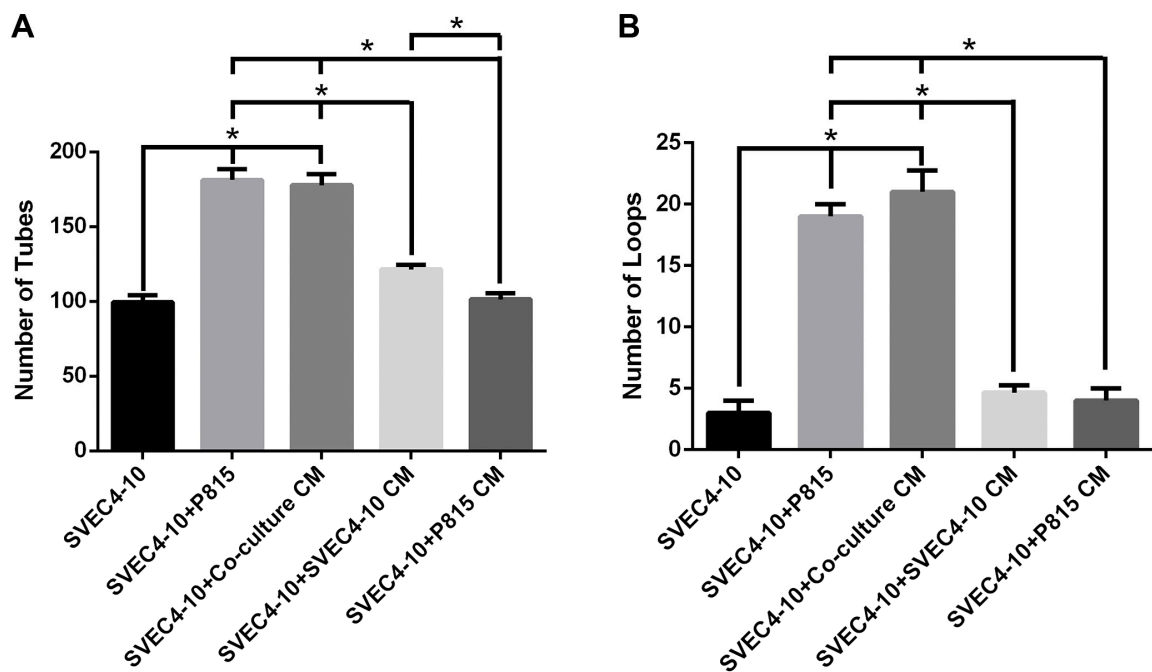 A
*
*
*
*
Number of Tubes
200
150
100
50
0
SVEC4-10
SVEC4-10+P815
SVEC4-10+Co-culture CM
SVEC4-10+SVEC4-10 CM
SVEC4-10+P815 CM
B
*
*
*
Number of Loops
25
20
15
10
5
0
SVEC4-10
SVEC4-10+P815
SVEC4-10+Co-culture CM
SVEC4-10+SVEC4-10 CM
SVEC4-10+P815 CM